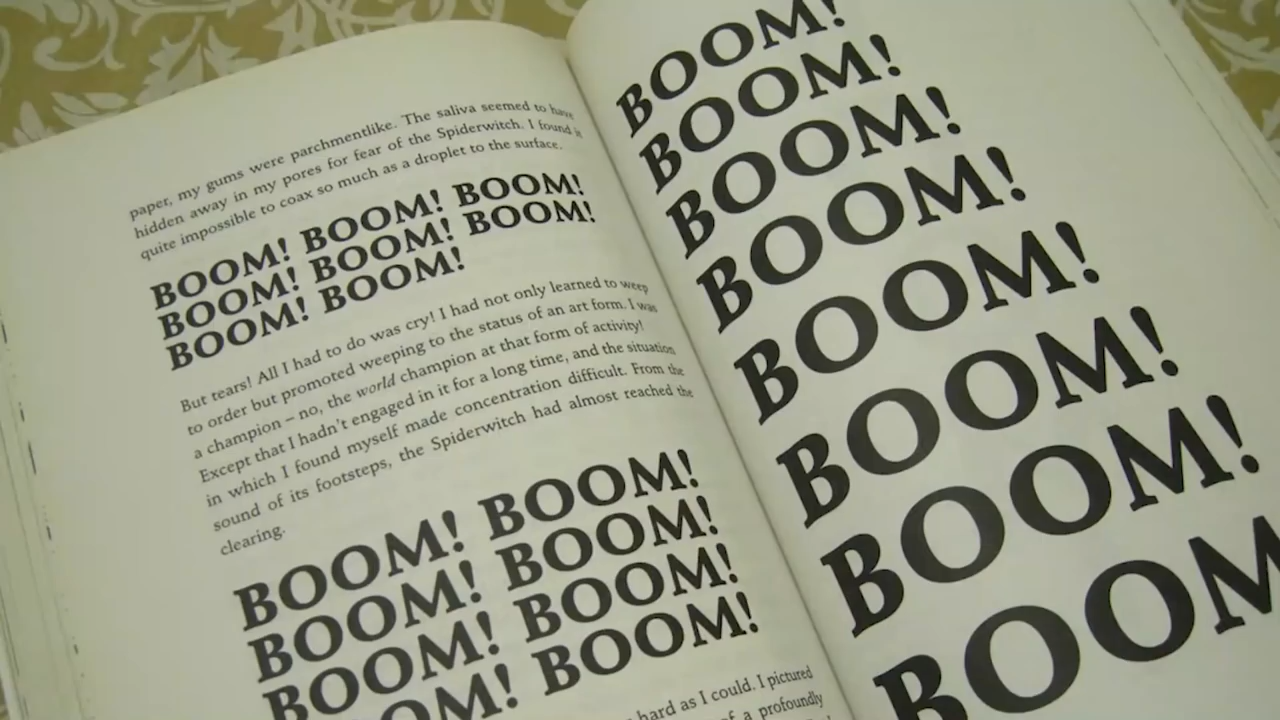 paper, my gums were parchmentlike. The saliva seemed to have
hidden away in my pores for fear of the Spiderwitch. I found it
quite impossible to coax so much as a droplet to the surface.
BOOM! BOOM! BOOM!
BOOM! BOOM! BOOM!
BOOM! BOOM!
But tears! All I had to do was cry! I had not only learned to weep
to order but promoted weeping to the status of an art form. I was
a champion – no, the world champion at that form of activity!
Except that I hadn't engaged in it for a long time, and the situation
in which I found myself made concentration difficult. From the
sound of its footsteps, the Spiderwitch had almost reached the
clearing.
BOOM! BOOM!
BOOM! BOOM!
BOOM! BOOM!
BOOM! BOOM!
hard as I could. I pictured
of a profoundly
BOOM!
BOOM!
BOOM!
BOOM!
BOOM!
BOOM!
BOOM!
BOOM